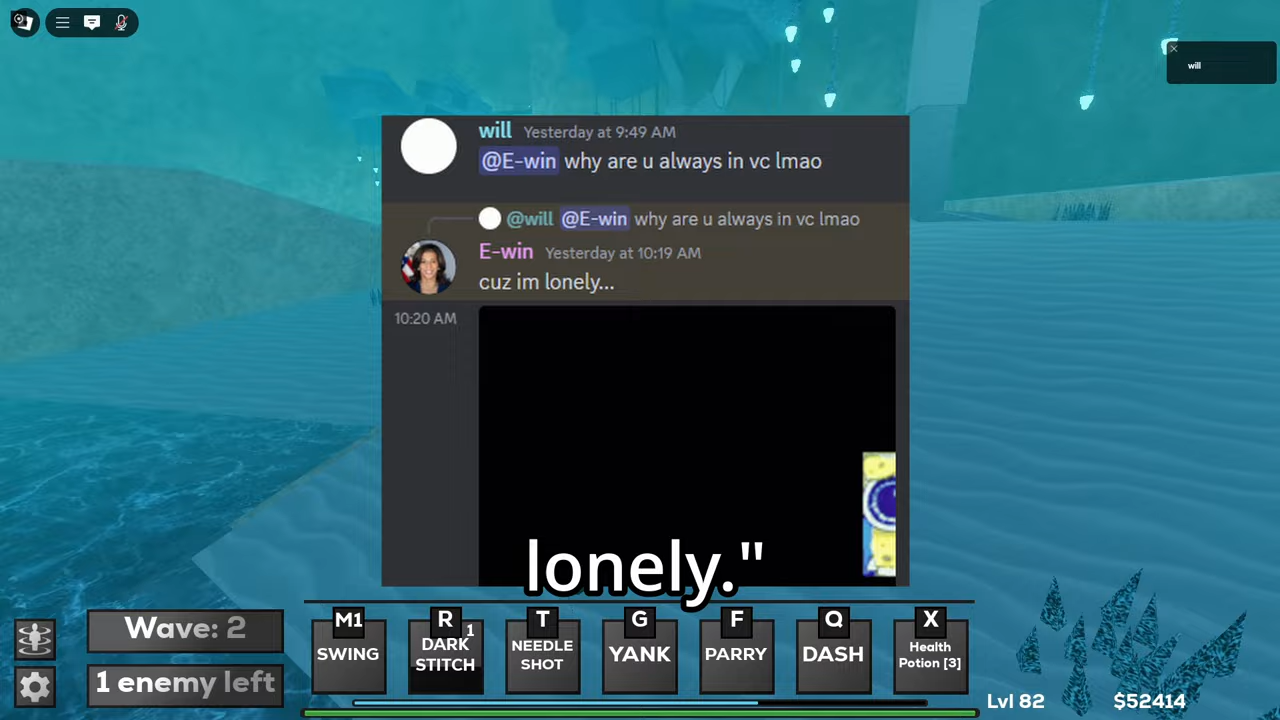 will
will Yesterday at 9:49 AM
@E-win why are u always in vc lmao
@will @E-win why are u always in vc lmao
E-win Yesterday at 10:19 AM
cuz im lonely...
10:20 AM
lonely."
Wave: 2
1 enemy left
M1
SWING
R
1
DARK
STITCH
T
NEEDLE
SHOT
G
YANK
F
PARRY
Q
DASH
X
Health
Potion [3]
Lvl 82
$52414